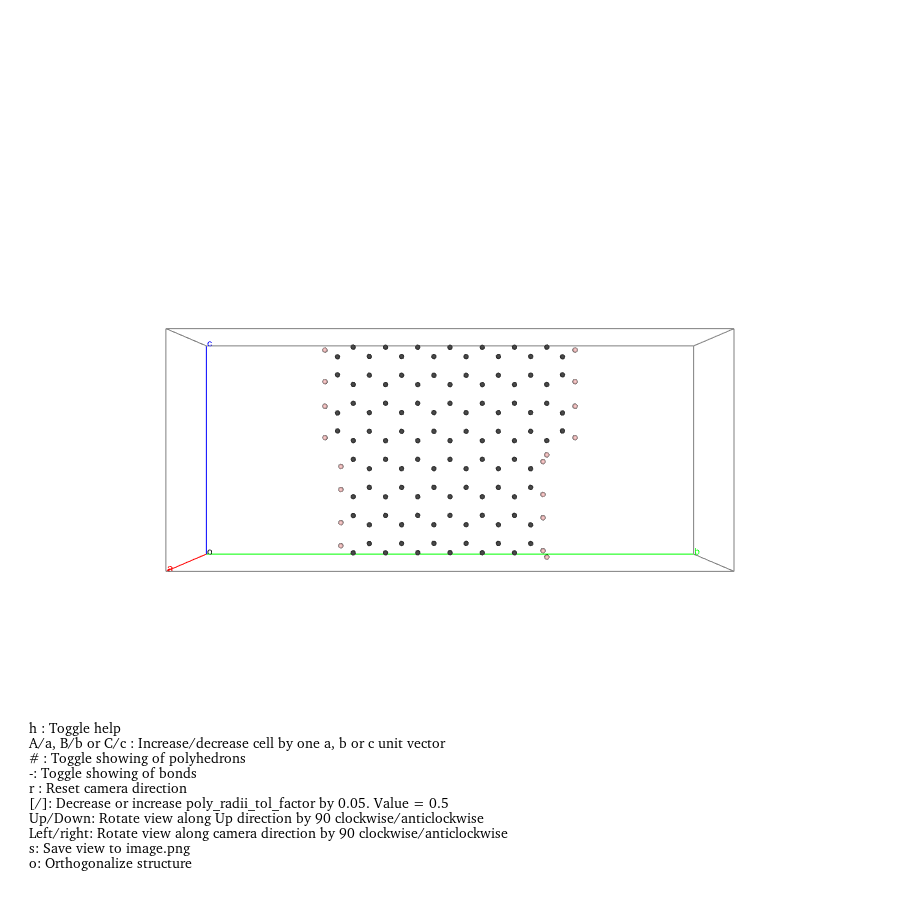 c
o
b
a
h : Toggle help
A/a, B/b or C/c : Increase/decrease cell by one a, b or c unit vector
# : Toggle showing of polyhedrons
-: Toggle showing of bonds
r : Reset camera direction
[/]: Decrease or increase poly_radii_tol_factor by 0.05. Value = 0.5
Up/Down: Rotate view along Up direction by 90 clockwise/anticlockwise
Left/right: Rotate view along camera direction by 90 clockwise/anticlockwise
s: Save view to image.png
o: Orthogonalize structure